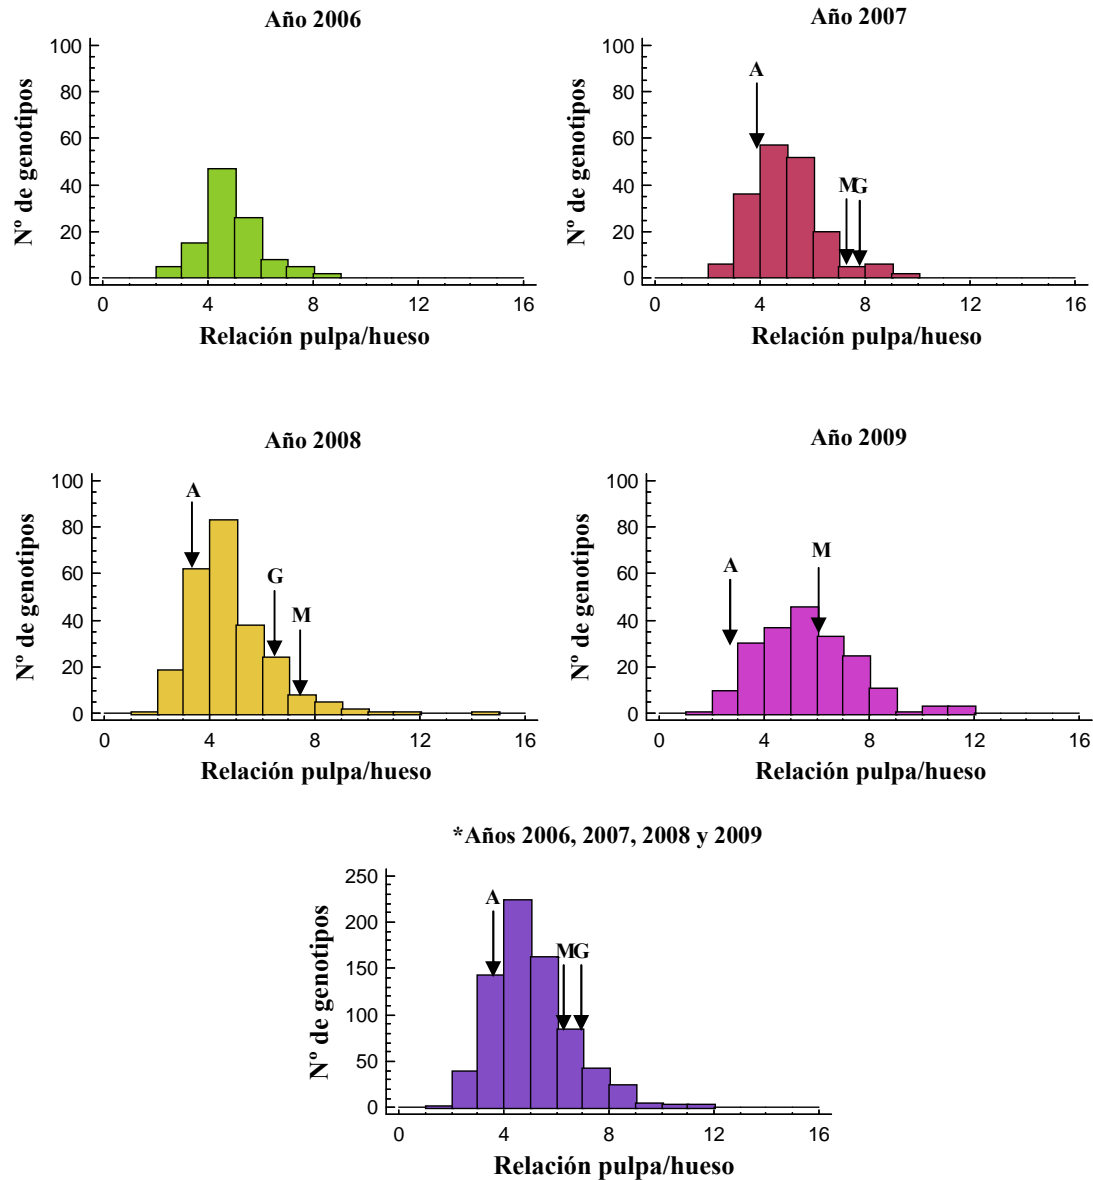 Año 2006
Año 2007
100
80
60
40
20
0
Nº de genotipos
0 4 8 12 16
Relación pulpa/hueso
100
80
60
40
20
0
Nº de genotipos
A
M
G
0 4 8 12 16
Relación pulpa/hueso
Año 2008
Año 2009
100
80
60
40
20
0
Nº de genotipos
A
G
M
0 4 8 12 16
Relación pulpa/hueso
100
80
60
40
20
0
Nº de genotipos
A
M
0 4 8 12 16
Relación pulpa/hueso
*Años 2006, 2007, 2008 y 2009
250
200
150
100
50
0
Nº de genotipos
A
M
G
0 4 8 12 16
Relación pulpa/hueso